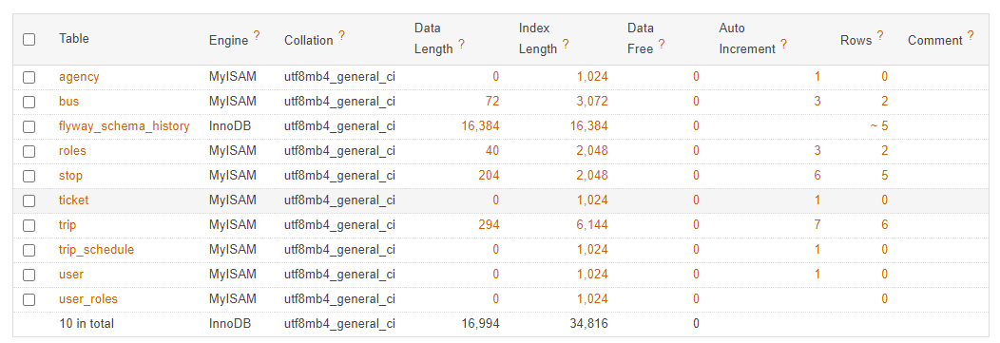 Table Engine ? Collation ? Data Length ? Index Length ? Data Free ? Auto Increment ? Rows ? Comment ?
agency MyISAM utf8mb4_general_ci 0 1,024 0 1 0
bus MyISAM utf8mb4_general_ci 72 3,072 0 3 2
flyway_schema_history InnoDB utf8mb4_general_ci 16,384 16,384 0 ~ 5
roles MyISAM utf8mb4_general_ci 40 2,048 0 3 2
stop MyISAM utf8mb4_general_ci 204 2,048 0 6 5
ticket MyISAM utf8mb4_general_ci 0 1,024 0 1 0
trip MyISAM utf8mb4_general_ci 294 6,144 0 7 6
trip_schedule MyISAM utf8mb4_general_ci 0 1,024 0 1 0
user MyISAM utf8mb4_general_ci 0 1,024 0 1 0
user_roles MyISAM utf8mb4_general_ci 0 1,024 0 0
10 in total InnoDB utf8mb4_general_ci 16,994 34,816 0